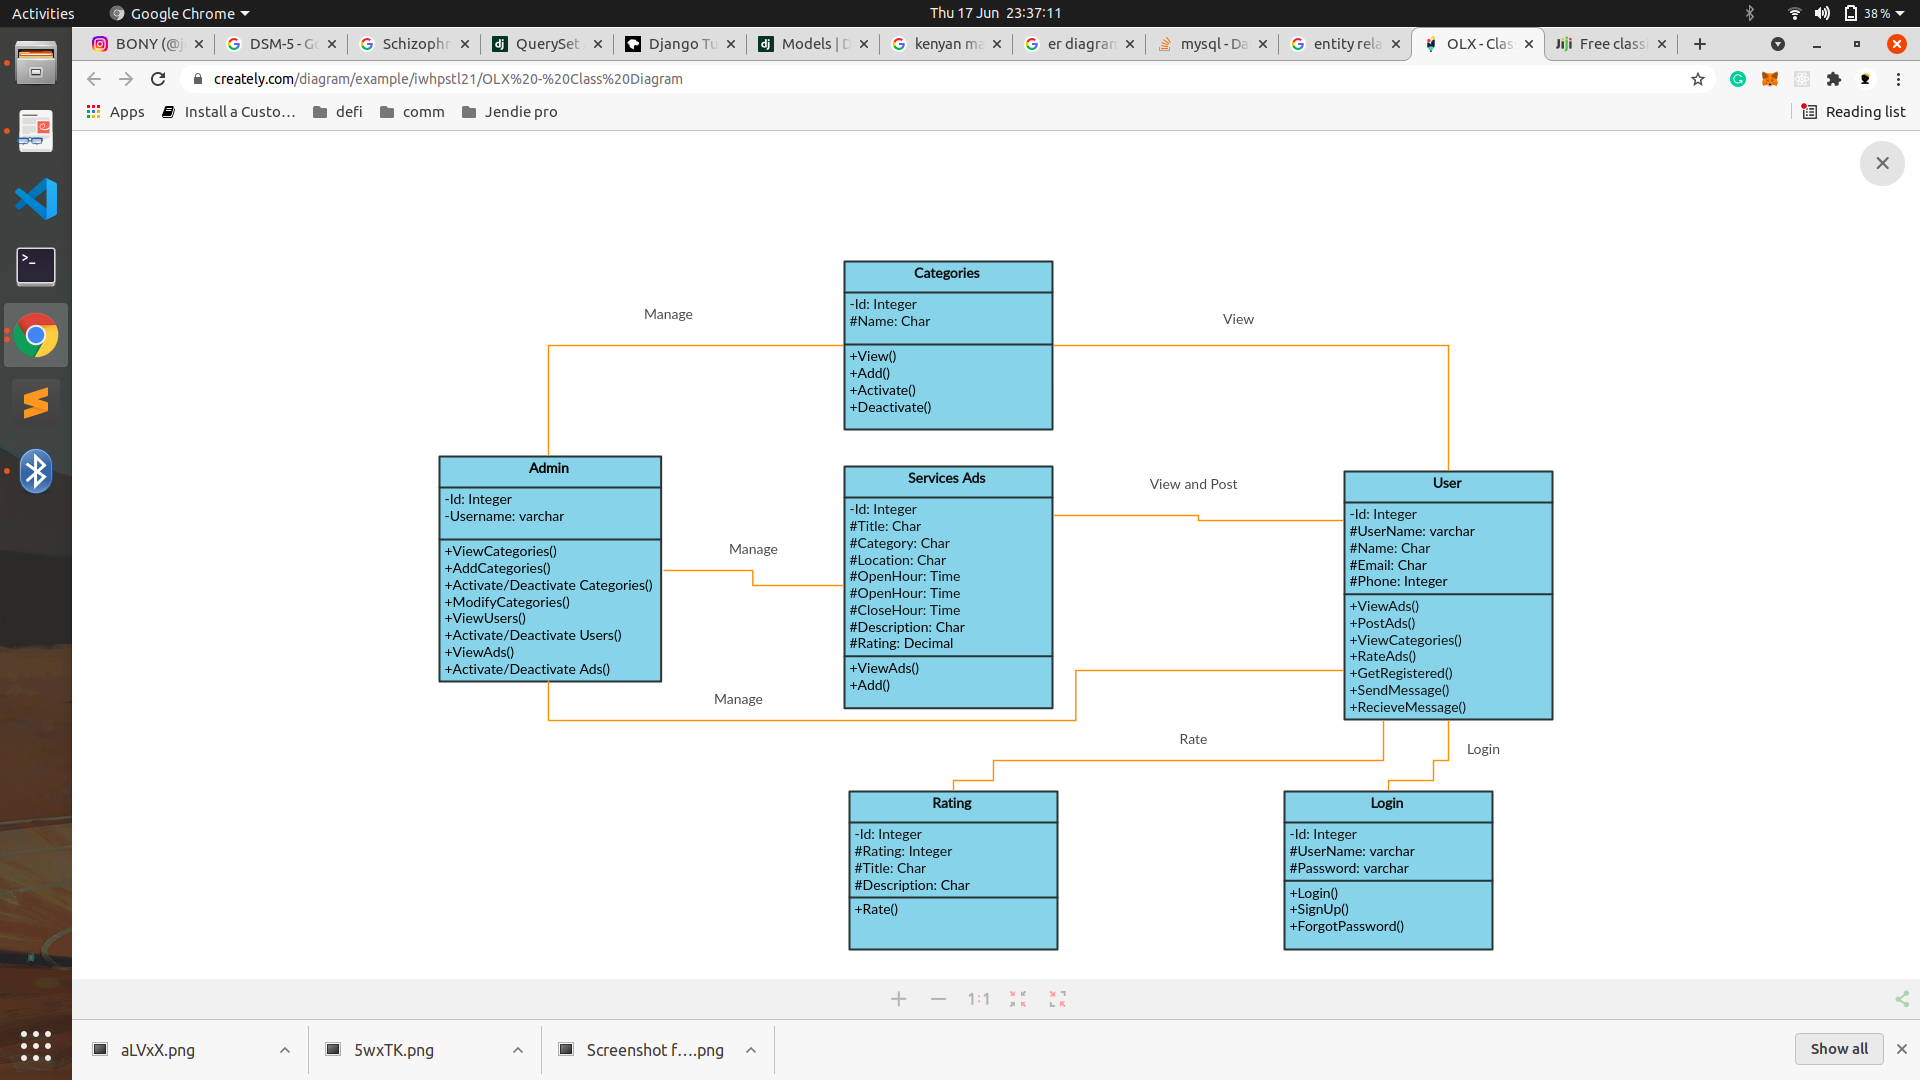 Activities
Google Chrome
Thu 17 Jun 23:37:11
38 %
BONY (@j
DSM-5 - Go
Schizophr
QuerySet
Django Tu
Models | D
kenyan ma
er diagram
mysql - Da
entity rela
OLX - Clas
Free classi
creately.com/diagram/example/iwhpstl21/OLX%20-%20Class%20Diagram
Apps
Install a Custo...
defi
comm
Jendie pro
Reading list
Categories
-Id: Integer
#Name: Char
+View()
+Add()
+Activate()
+Deactivate()
Manage
View
Admin
-Id: Integer
-Username: varchar
+ViewCategories()
+AddCategories()
+Activate/Deactivate Categories()
+ModifyCategories()
+ViewUsers()
+Activate/Deactivate Users()
+ViewAds()
+Activate/Deactivate Ads()
Manage
Services Ads
-Id: Integer
#Title: Char
#Category: Char
#Location: Char
#OpenHour: Time
#OpenHour: Time
#CloseHour: Time
#Description: Char
#Rating: Decimal
+ViewAds()
+Add()
View and Post
User
-Id: Integer
#UserName: varchar
#Name: Char
#Email: Char
#Phone: Integer
+ViewAds()
+PostAds()
+ViewCategories()
+RateAds()
+GetRegistered()
+SendMessage()
+RecieveMessage()
Manage
Rate
Login
Rating
-Id: Integer
#Rating: Integer
#Title: Char
#Description: Char
+Rate()
Login
-Id: Integer
#UserName: varchar
#Password: varchar
+Login()
+SignUp()
+ForgotPassword()
1:1
aLVxX.png
5wxTK.png
Screenshot f....png
Show all